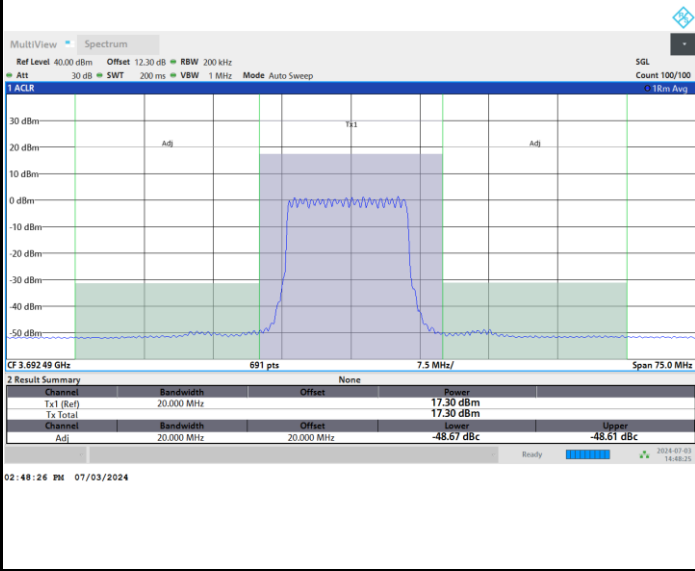 MultiView Spectrum
Ref Level 40.00 dBm Offset 12.30 dB RBW 200 kHz SGL
Att 30 dB SWT 200 ms VBW 1 MHz Mode Auto Sweep Count 100/100
1 ACLR 1Rm Avg
30 dBm
Tx1
20 dBm
Adj Adj
10 dBm
0 dBm
-10 dBm
-20 dBm
-30 dBm
-40 dBm
-50 dBm
CF 3.692 49 GHz 691 pts 7.5 MHz/ Span 75.0 MHz
2 Result Summary None
Channel Bandwidth Offset Power
Tx1 (Ref) 20.000 MHz 17.30 dBm
Tx Total 17.30 dBm
Channel Bandwidth Offset Lower Upper
Adj 20.000 MHz 20.000 MHz -48.67 dBc -48.61 dBc
Ready 2024-07-03
14:48:25
02:48:26 PM 07/03/2024